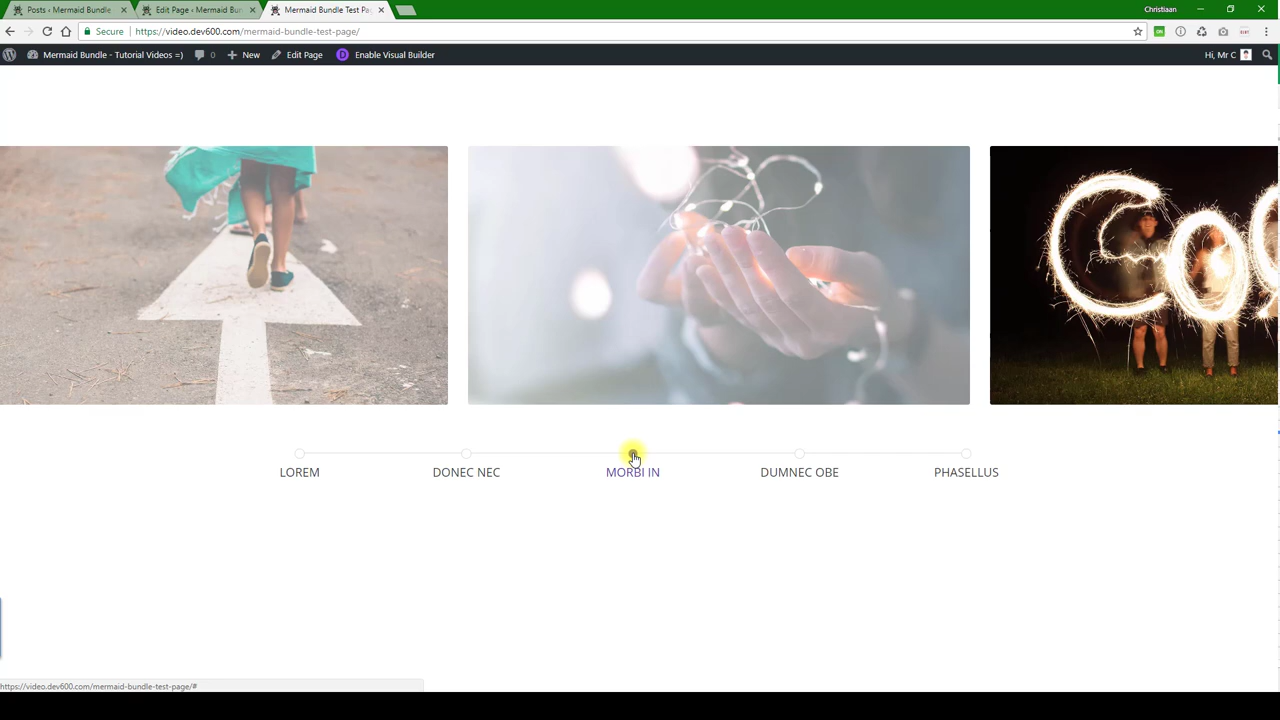 Posts ‹ Mermaid Bundle
Edit Page ‹ Mermaid Bun
Mermaid Bundle Test Pa
Christiaan
Secure
https://video.dev600.com/mermaid-bundle-test-page/
Mermaid Bundle - Tutorial Videos =)
0
New
Edit Page
D
Enable Visual Builder
Hi, Mr C
LOREM
DONEC NEC
MORBI IN
DUMNEC OBE
PHASELLUS
https://video.dev600.com/mermaid-bundle-test-page/#